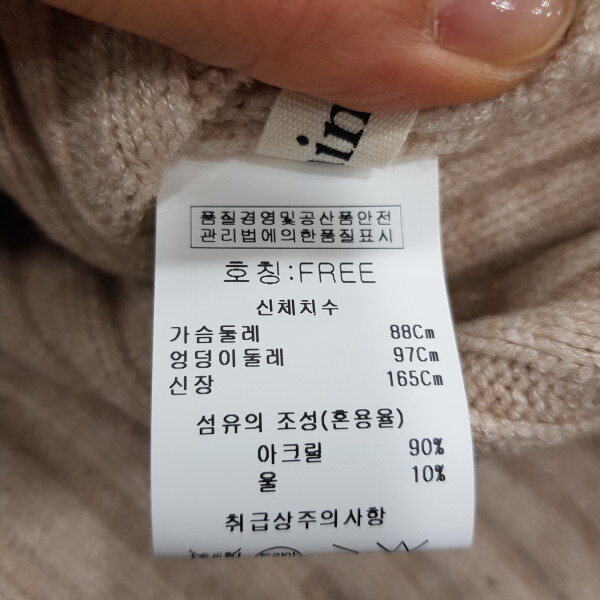 품질경영및공산품안전
관리법에의한품질표시
호칭:FREE
신체치수
가슴둘레 88Cm
엉덩이둘레 97Cm
신장 165Cm
섬유의 조성(혼용율)
아크릴 90%
울 10%
취급상주의사항